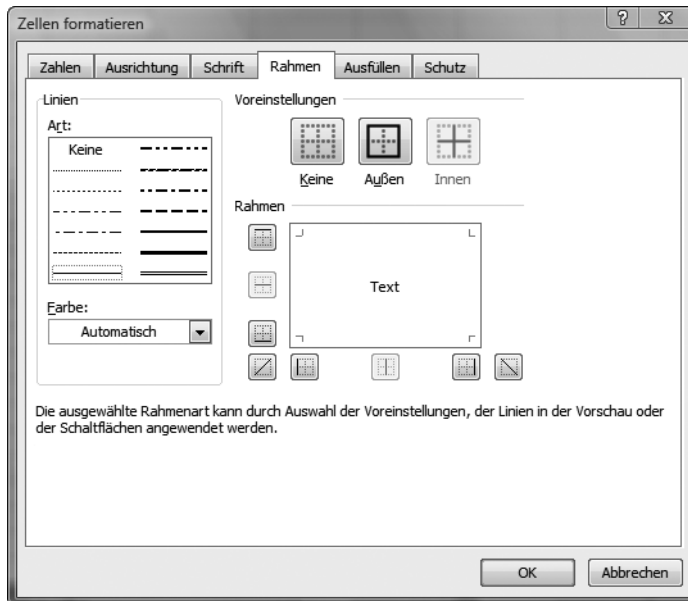 Zellen formatieren
Zahlen Ausrichtung Schrift Rahmen Ausfüllen Schutz
Linien
Art:
Keine
Farbe:
Automatisch
Voreinstellungen
Keine Außen Innen
Rahmen
Text
Die ausgewählte Rahmenart kann durch Auswahl der Voreinstellungen, der Linien in der Vorschau oder
der Schaltflächen angewendet werden.
OK Abbrechen